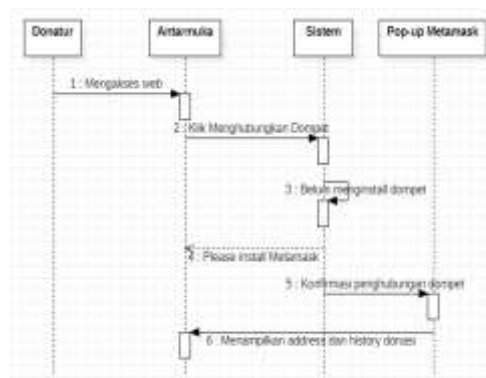 Donatur
Antarmuka
Sistem
Pop-up Metamask
1 : Mengakses web
2 : Klik Menghubungkan Dompet
3 : Belum menginstall dompet
4 : Please install Metamask
5 : Konfirmasi penghubungan dompet
6 : Menampilkan address dan history donasi